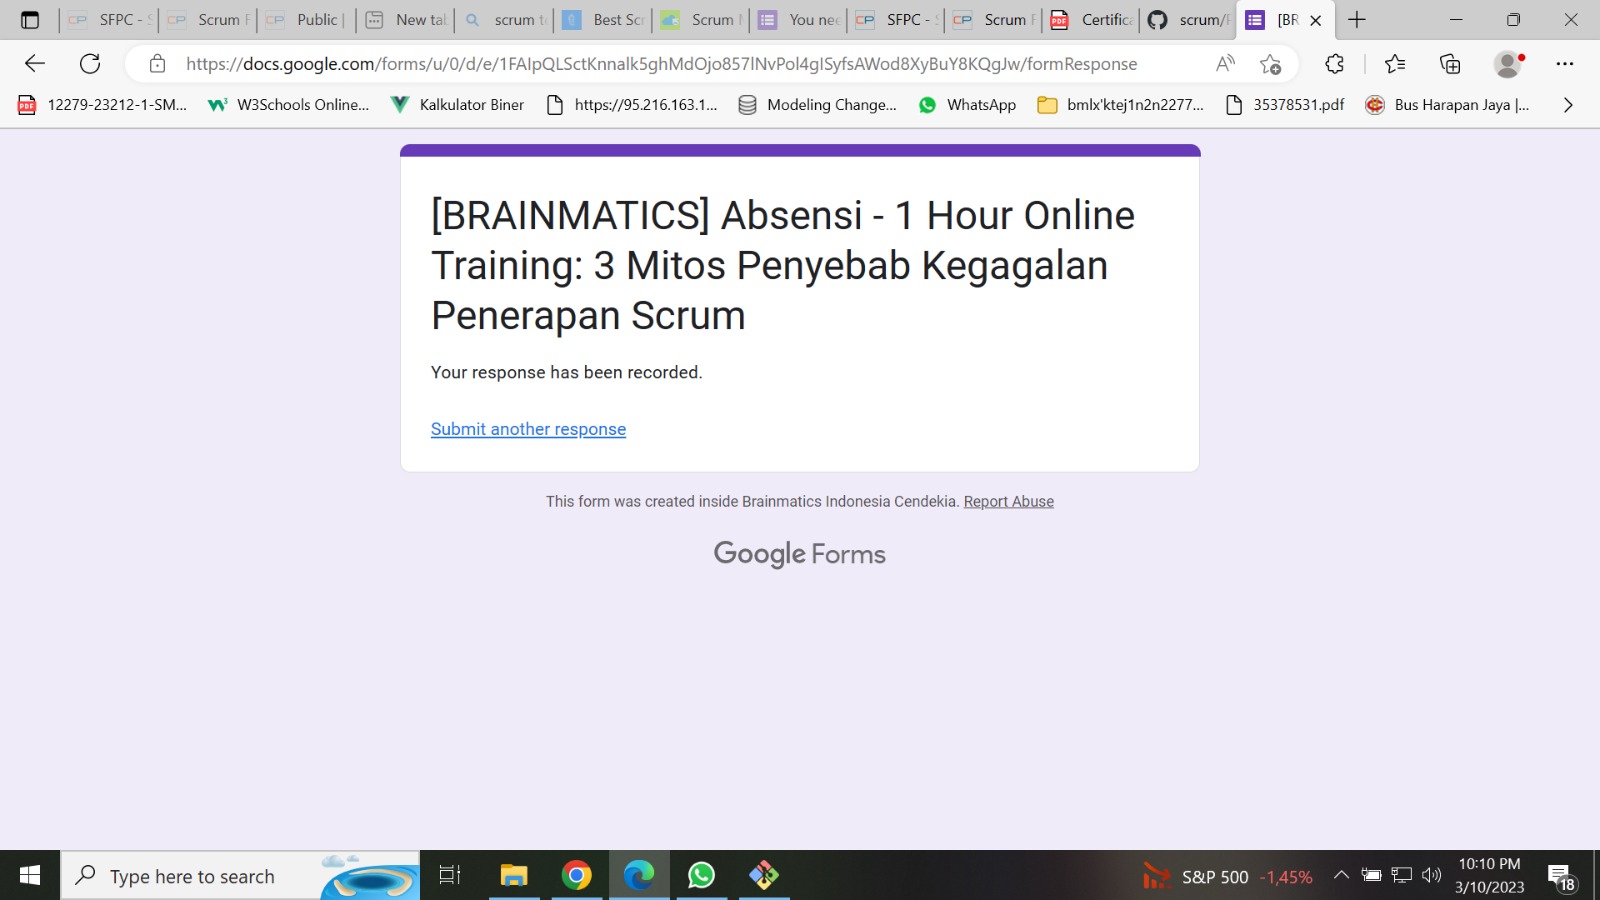 SFPC - S
Scrum F
Public |
New tab
scrum t
Best Scr
Scrum M
You nee
SFPC - S
Scrum F
Certifica
scrum/P
[BR
https://docs.google.com/forms/u/0/d/e/1FAIpQLSctKnnalk5ghMdOjo857lNvPol4glSyfsAWod8XyBuY8KQgJw/formResponse
12279-23212-1-SM...
W3Schools Online...
Kalkulator Biner
https://95.216.163.1...
Modeling Change...
WhatsApp
bmlx'ktej1n2n2277...
35378531.pdf
Bus Harapan Jaya |...
[BRAINMATICS] Absensi - 1 Hour Online
Training: 3 Mitos Penyebab Kegagalan
Penerapan Scrum
Your response has been recorded.
Submit another response
This form was created inside Brainmatics Indonesia Cendekia. Report Abuse
Google Forms
Type here to search
S&P 500 -1,45%
10:10 PM
3/10/2023
18